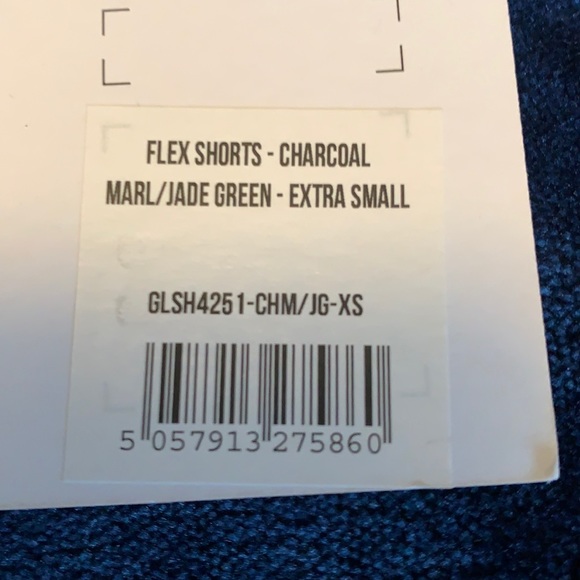 FLEX SHORTS - CHARCOAL
MARL/JADE GREEN - EXTRA SMALL
GLSH4251-CHM/JG-XS
5 057913 275860